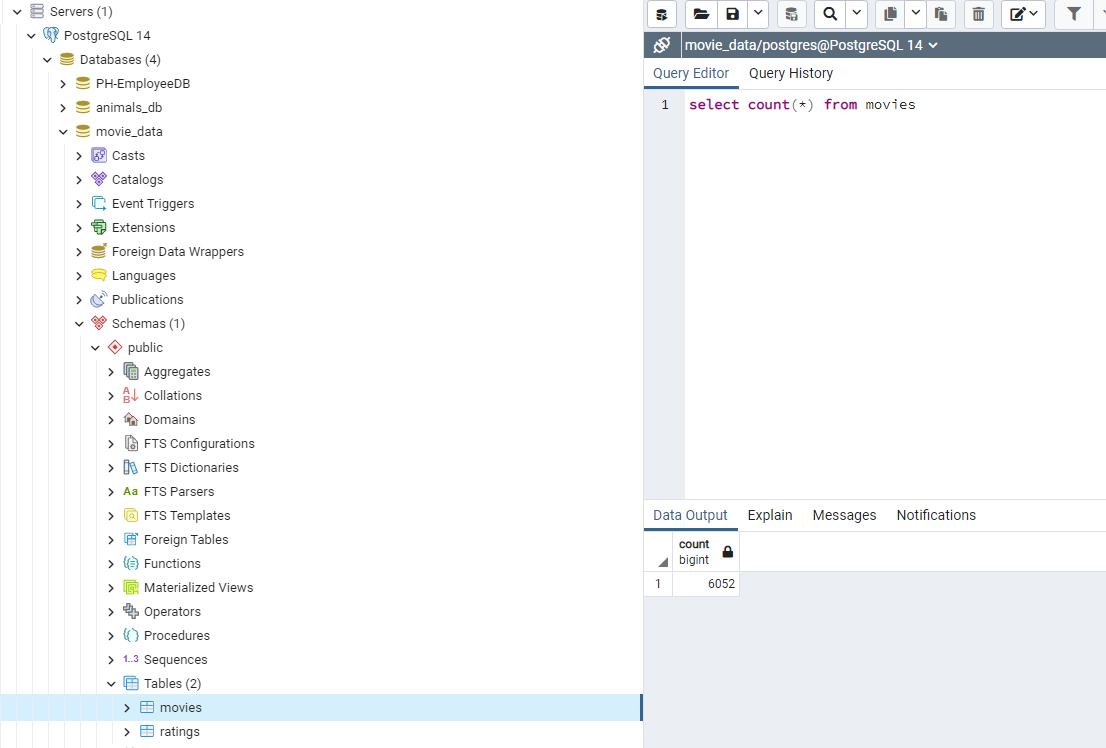 Servers (1)
PostgreSQL 14
Databases (4)
PH-EmployeeDB
animals_db
movie_data
Casts
Catalogs
Event Triggers
Extensions
Foreign Data Wrappers
Languages
Publications
Schemas (1)
public
Aggregates
Collations
Domains
FTS Configurations
FTS Dictionaries
Aa FTS Parsers
FTS Templates
Foreign Tables
Functions
Materialized Views
Operators
Procedures
1..3 Sequences
Tables (2)
movies
ratings
movie_data/postgres@PostgreSQL 14
Query Editor Query History
1 select count(*) from movies
Data Output Explain Messages Notifications
count
bigint
1 6052